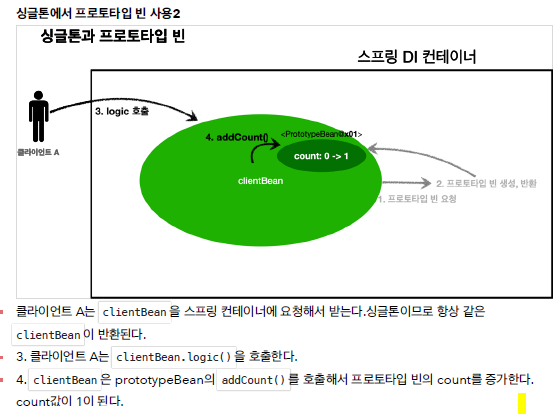 싱글톤에서 프로토타입 빈 사용2
싱글톤과 프로토타입 빈
스프링 DI 컨테이너
3. logic 호출
클라이언트 A
4. addCount()
<PrototypeBean0x01>
count: 0 -> 1
clientBean
2. 프로토타입 빈 생성, 반환
1. 프로토타입 빈 요청
클라이언트 A는 clientBean 을 스프링 컨테이너에 요청해서 받는다.싱글톤이므로 항상 같은
clientBean 이 반환된다.
3. 클라이언트 A는 clientBean.logic() 을 호출한다.
4. clientBean 은 prototypeBean의 addCount() 를 호출해서 프로토타입 빈의 count를 증가한다.
count값이 1이 된다.